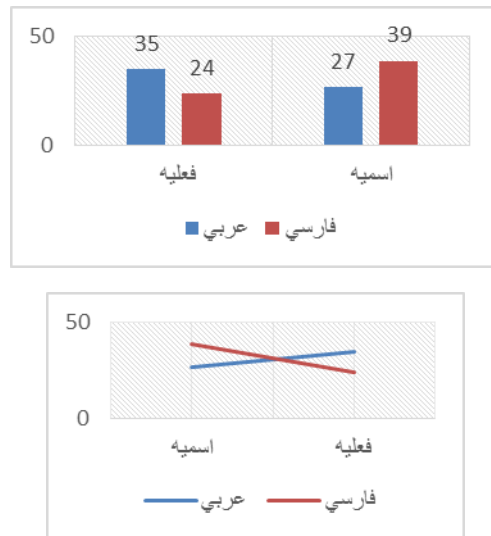 50
35
24
27
39
0
فعليه
اسميه
عربي
فارسي
50
0
اسميه
فعليه
عربي
فارسي